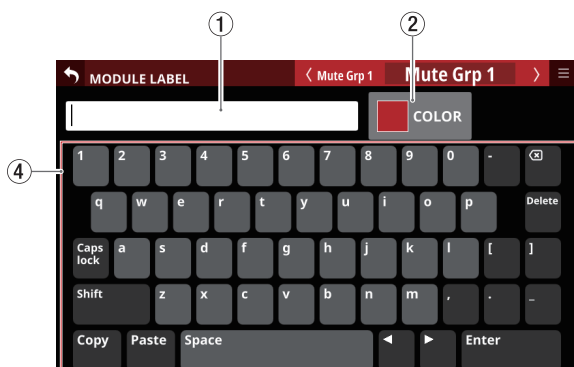 ① ②
MODULE LABEL 〈 Mute Grp 1 Mute Grp 1 〉 ≡
COLOR
④
1 2 3 4 5 6 7 8 9 0 -
q w e r t y u i o p Delete
Caps lock a s d f g h j k l [ ]
Shift z x c v b n m , . _
Copy Paste Space ◀ ▶ Enter